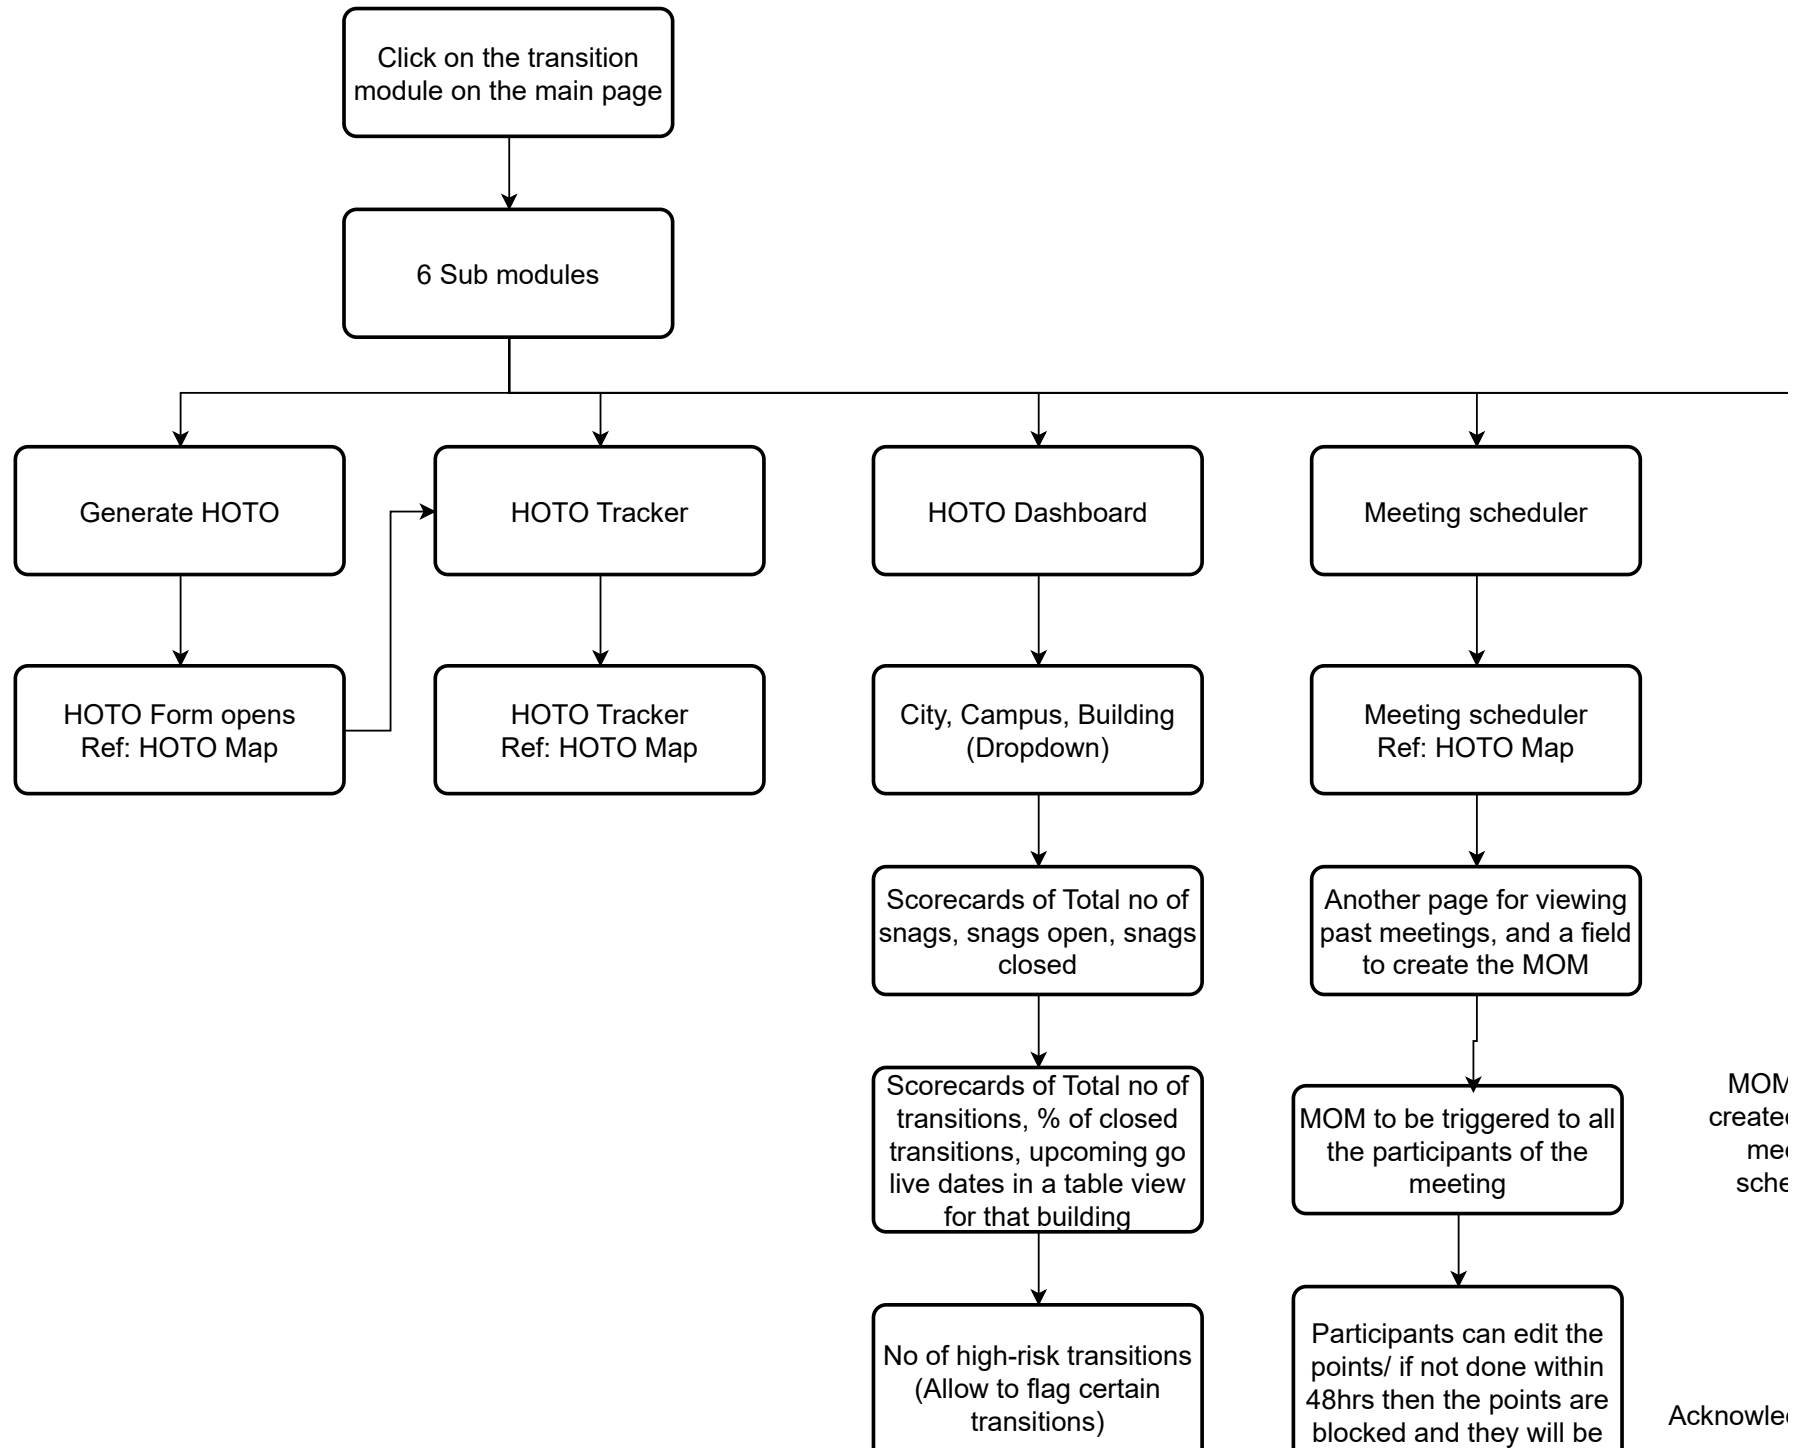 Click on the transition
module on the main page
6 Sub modules
Generate HOTO
HOTO Tracker
HOTO Dashboard
Meeting scheduler
HOTO Form opens
Ref: HOTO Map
HOTO Tracker
Ref: HOTO Map
City, Campus, Building
(Dropdown)
Meeting scheduler
Ref: HOTO Map
Scorecards of Total no of
snags, snags open, snags
closed
Another page for viewing
past meetings, and a field
to create the MOM
Scorecards of Total no of
transitions, % of closed
transitions, upcoming go
live dates in a table view
for that building
MOM to be triggered to all
the participants of the
meeting
MOM
No of high-risk transitions
(Allow to flag certain
transitions)
Participants can edit the
points/ if not done within
48hrs then the points are
blocked and they will be